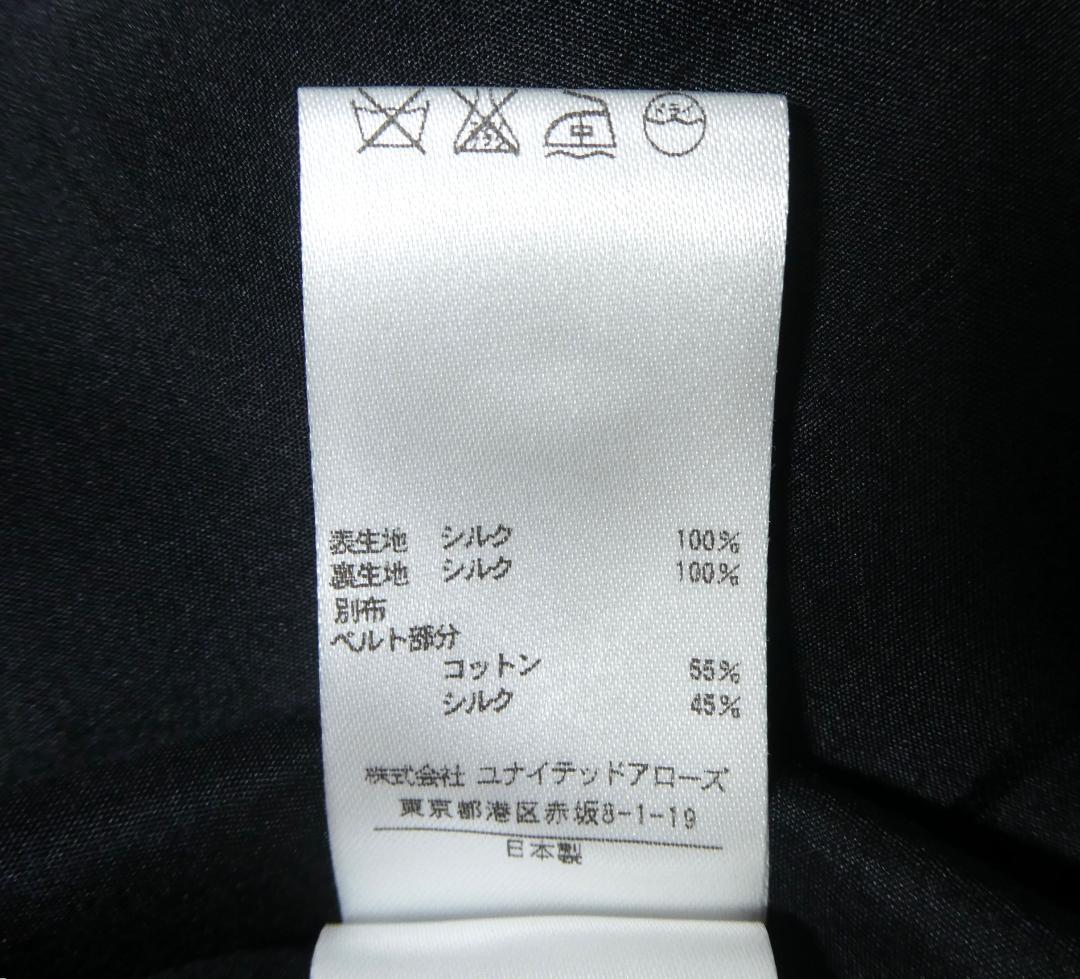 中 ドライ
表生地 シルク 100%
裏生地 シルク 100%
別布
ベルト部分
コットン 55%
シルク 45%
株式会社 ユナイテッドアローズ
東京都港区赤坂8-1-19
日本製